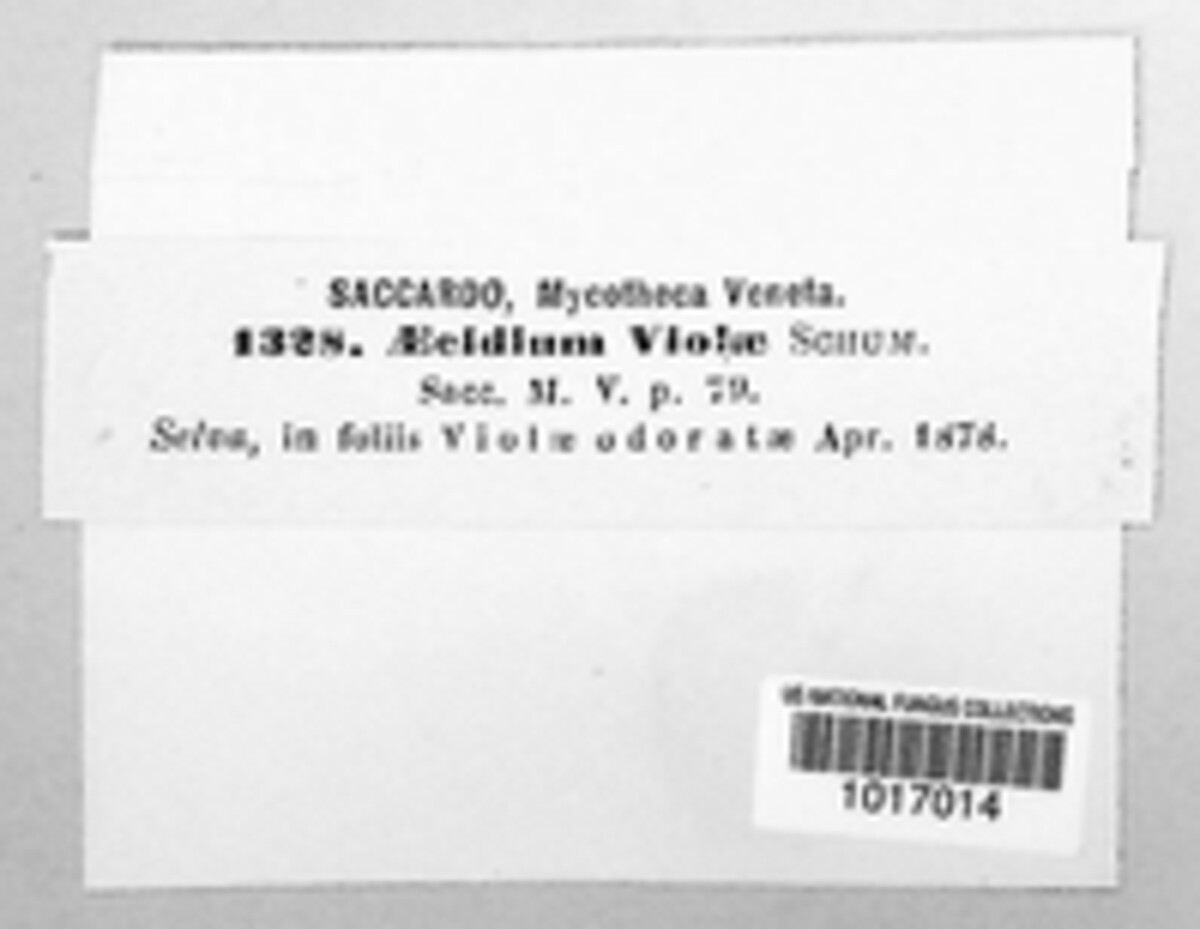 SACCARDO, Mycotheca Veneta.
1328. Æcidium Violæ SCHUM.
Sacc. M. V. p. 79.
Selva, in foliis Violæ odoratæ Apr. 1878.
US NATIONAL FUNGUS COLLECTIONS
1017014